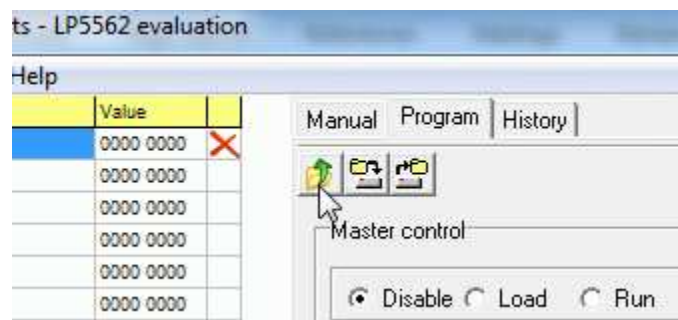 ts - LP5562 evaluation
Help
Value
0000 0000
0000 0000
0000 0000
0000 0000
0000 0000
0000 0000
Manual Program History
Master control
Disable Load Run